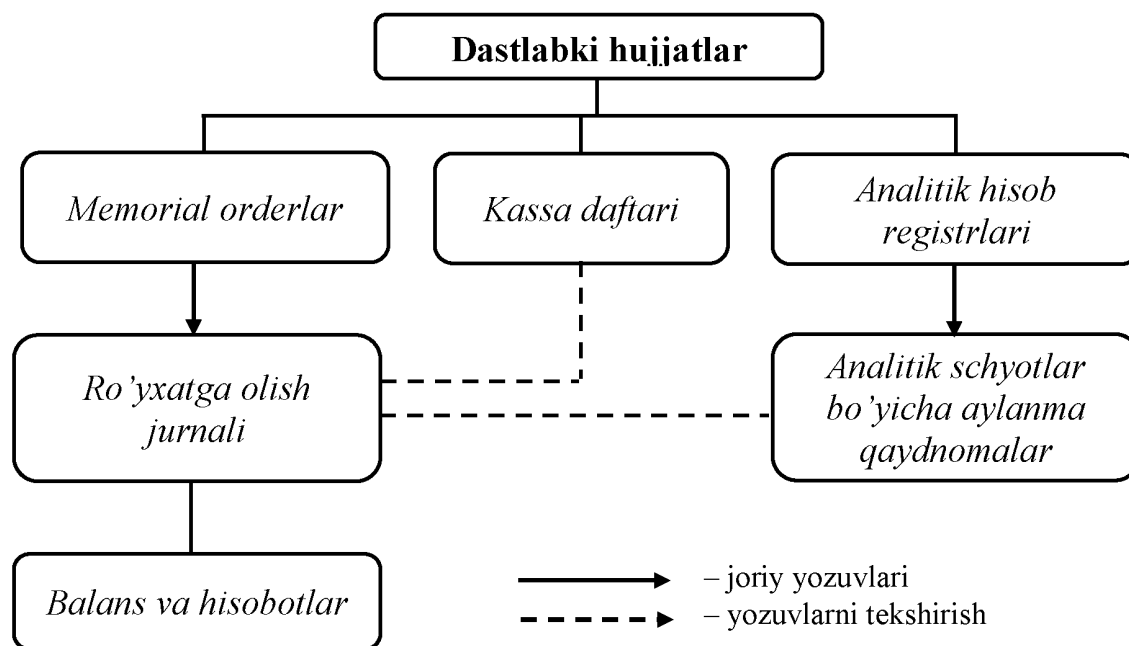 Dastlabki hujjatlar
Memorial orderlar
Kassa daftari
Analitik hisob
registrlari
Ro’yxatga olish
jurnali
Analitik schyotlar
bo’yicha aylanma
qaydnomalar
Balans va hisobotlar
– joriy yozuvlari
– yozuvlarni tekshirish